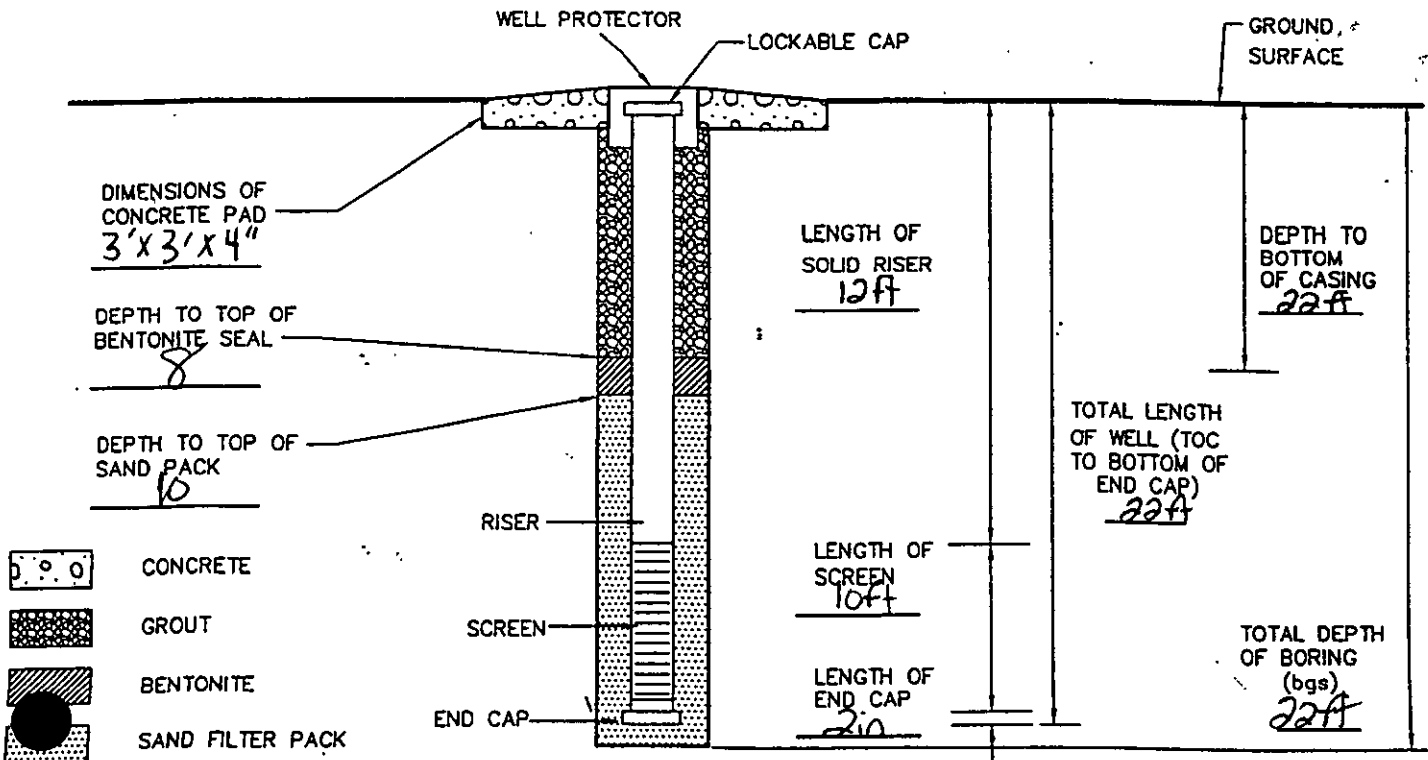 WELL PROTECTOR
LOCKABLE CAP
GROUND,
SURFACE
DIMENSIONS OF
CONCRETE PAD
3'X3'X4"
LENGTH OF
SOLID RISER
12ft
DEPTH TO
BOTTOM
OF CASING
22ft
DEPTH TO TOP OF
BENTONITE SEAL
8
TOTAL LENGTH
OF WELL (TOC
TO BOTTOM OF
END CAP)
22ft
DEPTH TO TOP OF
SAND PACK
10
RISER
LENGTH OF
SCREEN
10ft
CONCRETE
GROUT
SCREEN
TOTAL DEPTH
OF BORING
(bgs)
22ft
BENTONITE
LENGTH OF
END CAP
2in
END CAP
SAND FILTER PACK